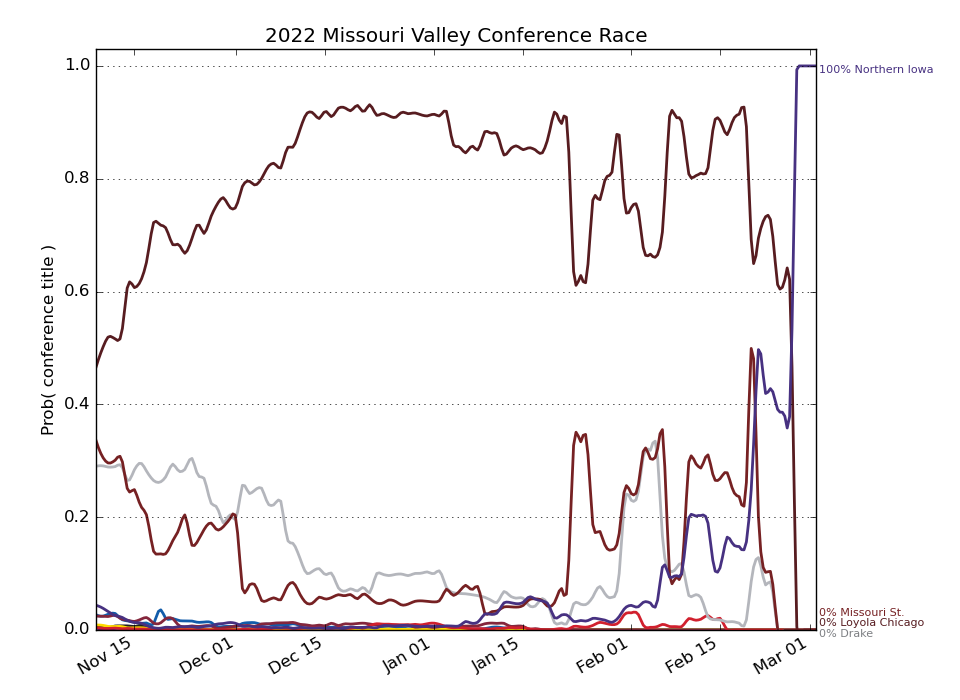 2022 Missouri Valley Conference Race
Prob( conference title )
1.0
0.8
0.6
0.4
0.2
0.0
Nov 15
Dec 01
Dec 15
Jan 01
Jan 15
Feb 01
Feb 15
Mar 01
100% Northern Iowa
0% Missouri St.
0% Loyola Chicago
0% Drake